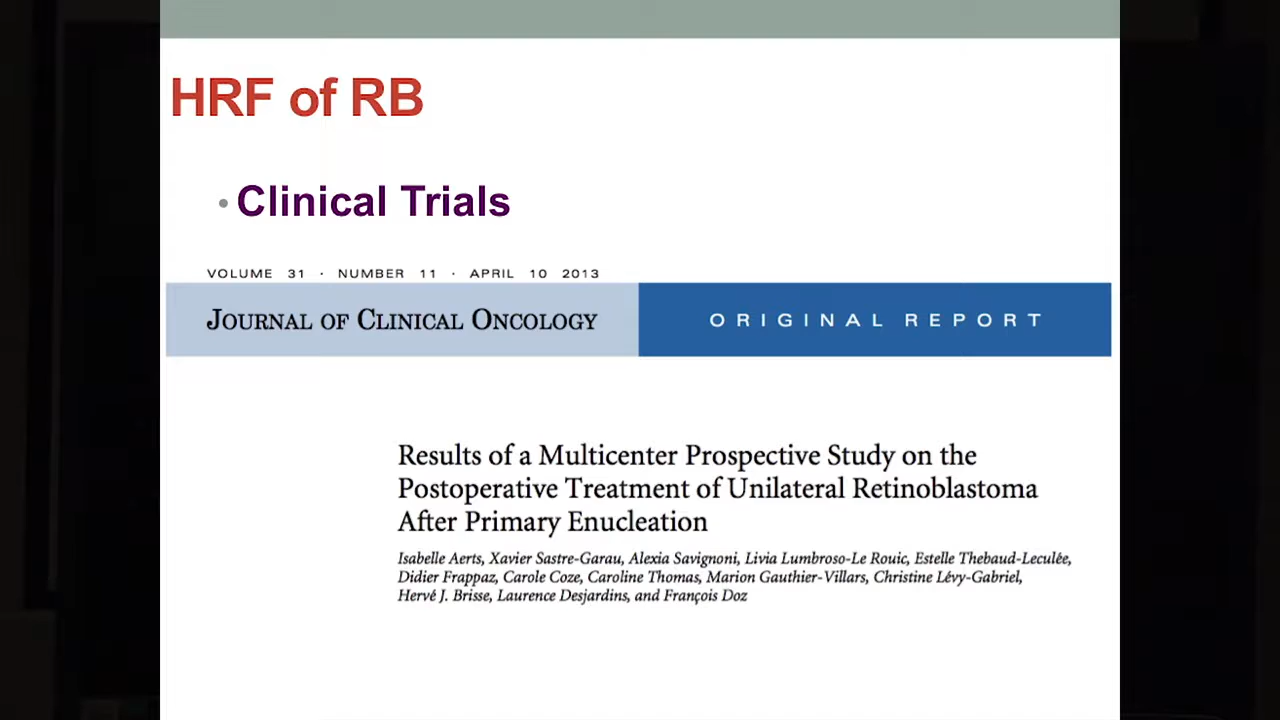 HRF of RB
• Clinical Trials
VOLUME 31 · NUMBER 11 · APRIL 10 2013
JOURNAL OF CLINICAL ONCOLOGY
ORIGINAL REPORT
Results of a Multicenter Prospective Study on the
Postoperative Treatment of Unilateral Retinoblastoma
After Primary Enucleation
Isabelle Aerts, Xavier Sastre-Garau, Alexia Savignoni, Livia Lumbroso-Le Rouic, Estelle Thebaud-Leculée,
Didier Frappaz, Carole Coze, Caroline Thomas, Marion Gauthier-Villars, Christine Lévy-Gabriel,
Hervé J. Brisse, Laurence Desjardins, and François Doz